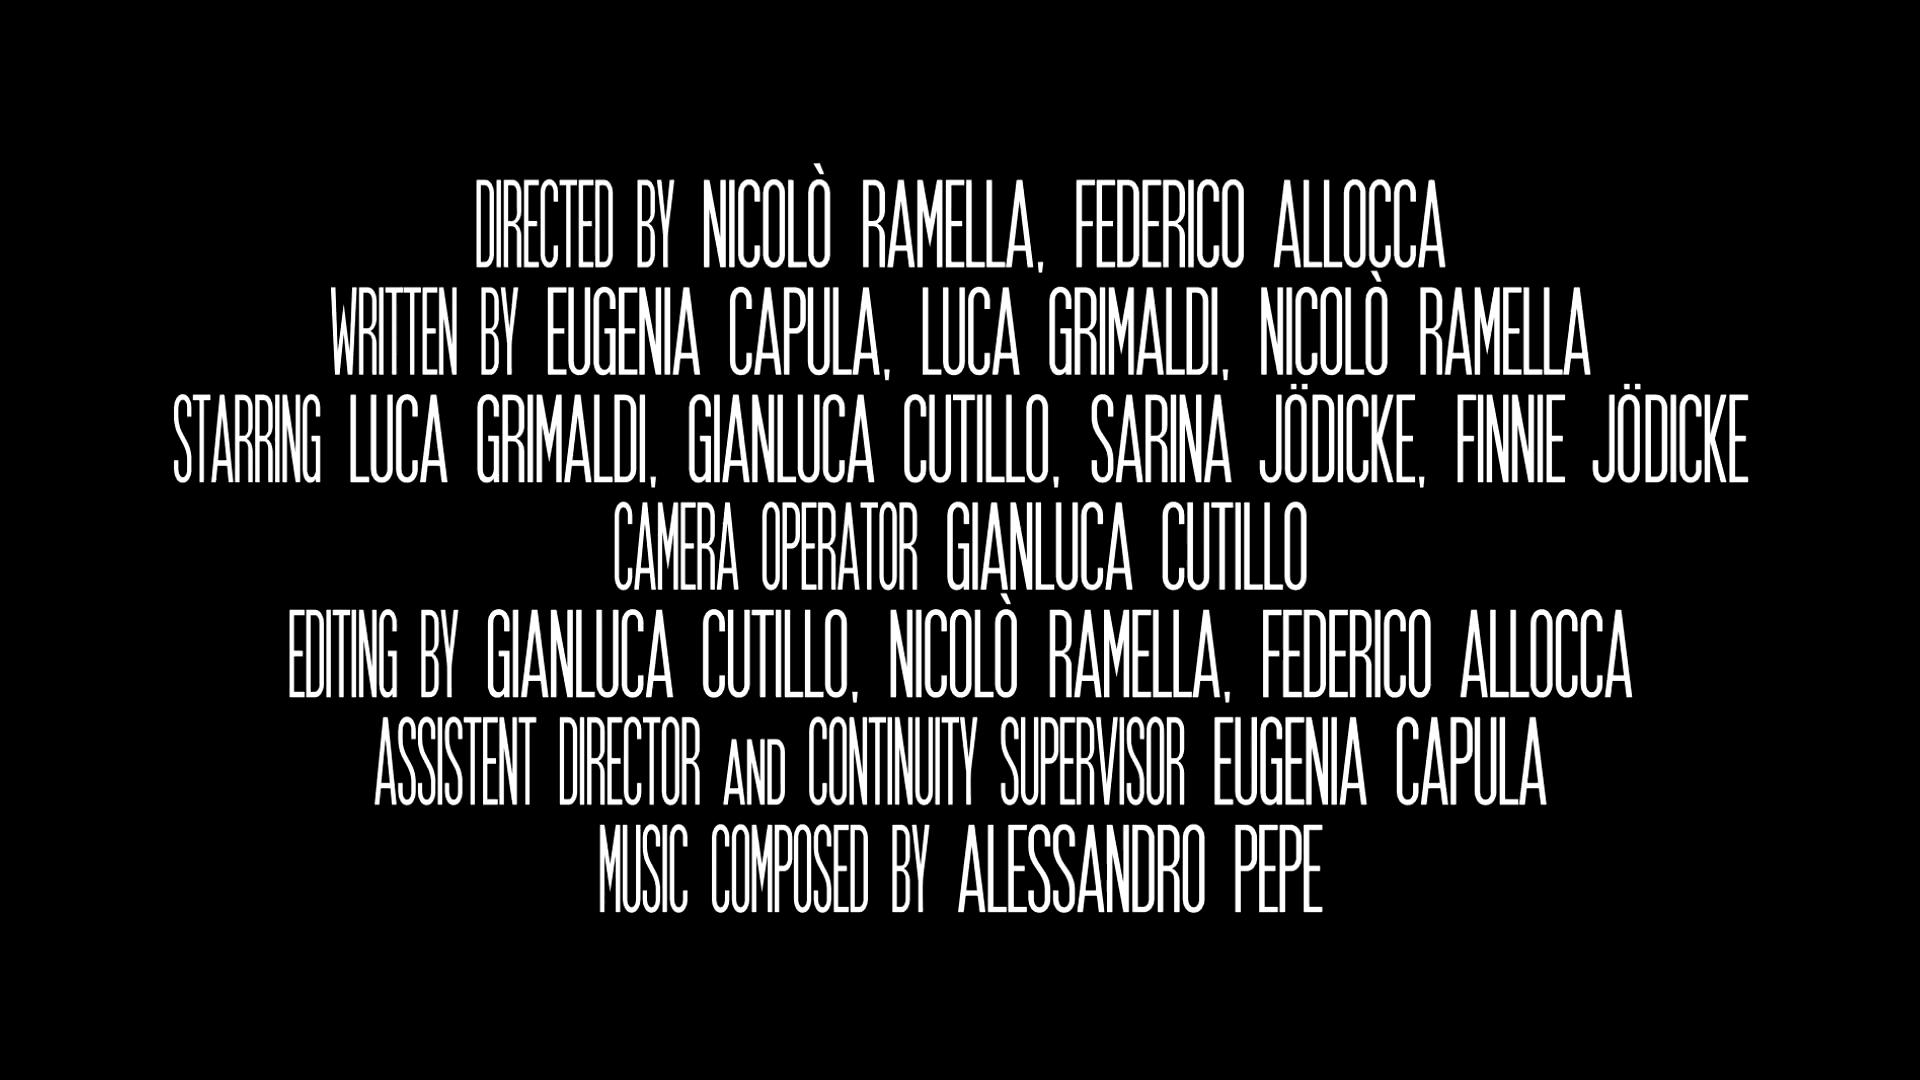 DIRECTED BY NICOLÒ RAMELLA, FEDERICO ALLOCCA
WRITTEN BY EUGENIA CAPULA, LUCA GRIMALDI, NICOLÒ RAMELLA
STARRING LUCA GRIMALDI, GIANLUCA CUTILLO, SARINA JÖDICKE, FINNIE JÖDICKE
CAMERA OPERATOR GIANLUCA CUTILLO
EDITING BY GIANLUCA CUTILLO, NICOLÒ RAMELLA, FEDERICO ALLOCCA
ASSISTENT DIRECTOR AND CONTINUITY SUPERVISOR EUGENIA CAPULA
MUSIC COMPOSED BY ALESSANDRO PEPE